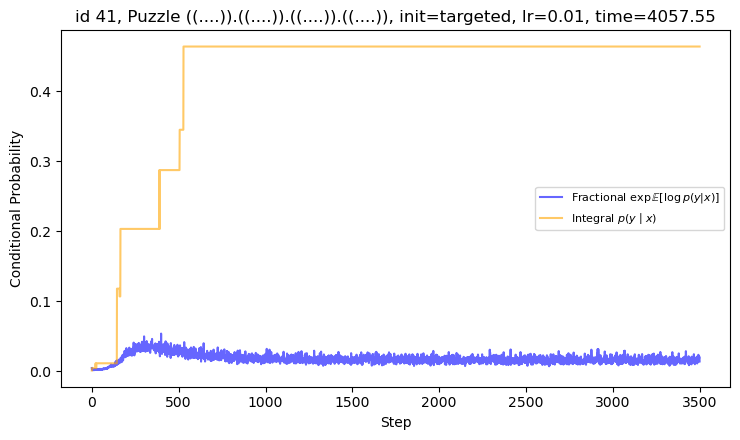 id 41, Puzzle ((....)).((....)).((....)).((....)), init=targeted, lr=0.01, time=4057.55
Conditional Probability
0.4
0.3
0.2
0.1
0.0
Fractional exp𝔼[log p(y|x)]
Integral p(y | x)
0 500 1000 1500 2000 2500 3000 3500
Step